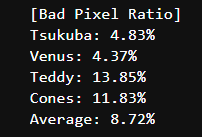 [Bad Pixel Ratio]
Tsukuba: 4.83%
Venus: 4.37%
Teddy: 13.85%
Cones: 11.83%
Average: 8.72%